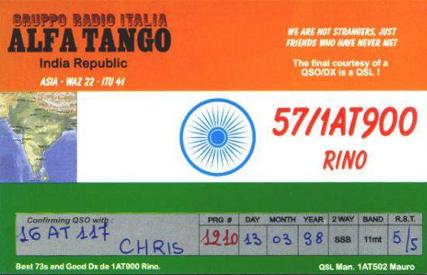 GRUPPO RADIO ITALIA
ALFA TANGO
India Republic
ASIA - WAZ 22 - ITU 41
WE ARE NOT STRANGERS, JUST
FRIENDS WHO HAVE NEVER MET
The final courtesy of a
QSO/DX is a QSL !
57/1AT900
RINO
Confirming QSO with :
16 AT 117
CHRIS
PRG # DAY MONTH YEAR 2WAY BAND R.S.T.
1210 13 03 98 SSB 11mt 5/5
Best 73s and Good Dx de 1AT900 Rino.
QSL Man. 1AT502 Mauro